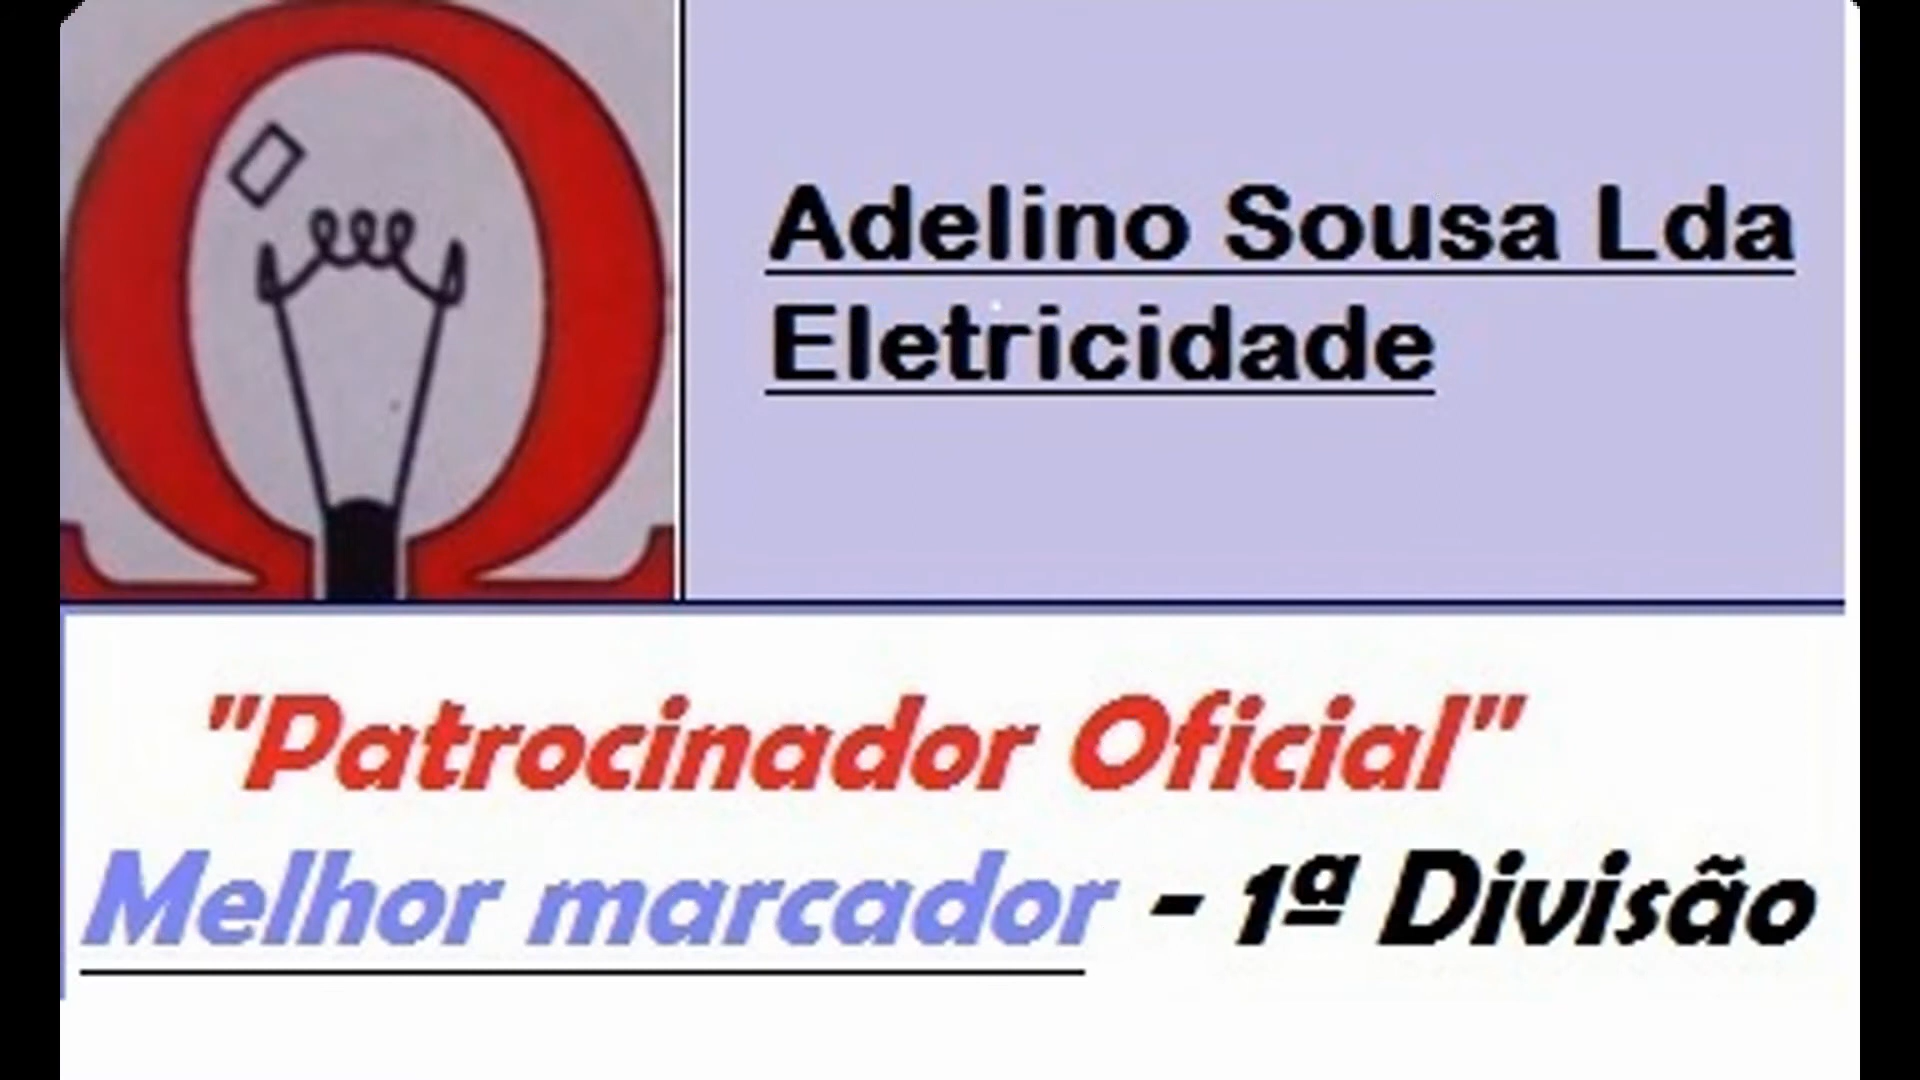 Adelino Sousa Lda
Eletricidade
"Patrocinador Oficial"
Melhor marcador - 1ª Divisão